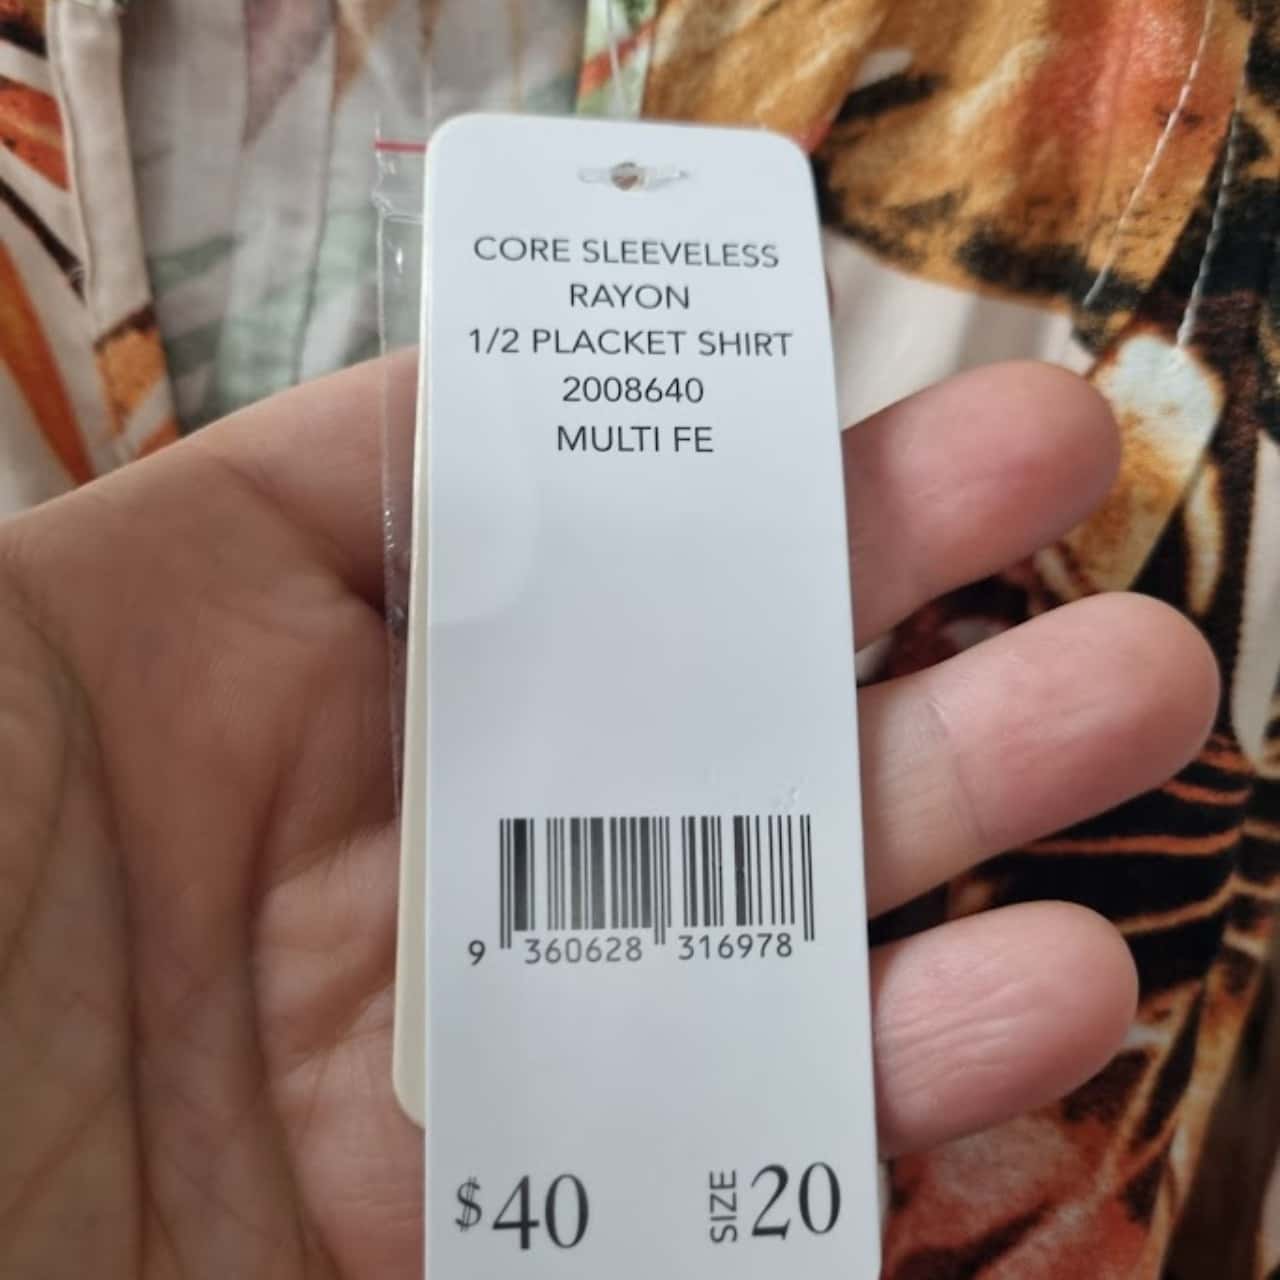 CORE SLEEVELESS
RAYON
1/2 PLACKET SHIRT
2008640
MULTI FE
9 360628 316978
$40 SIZE 20